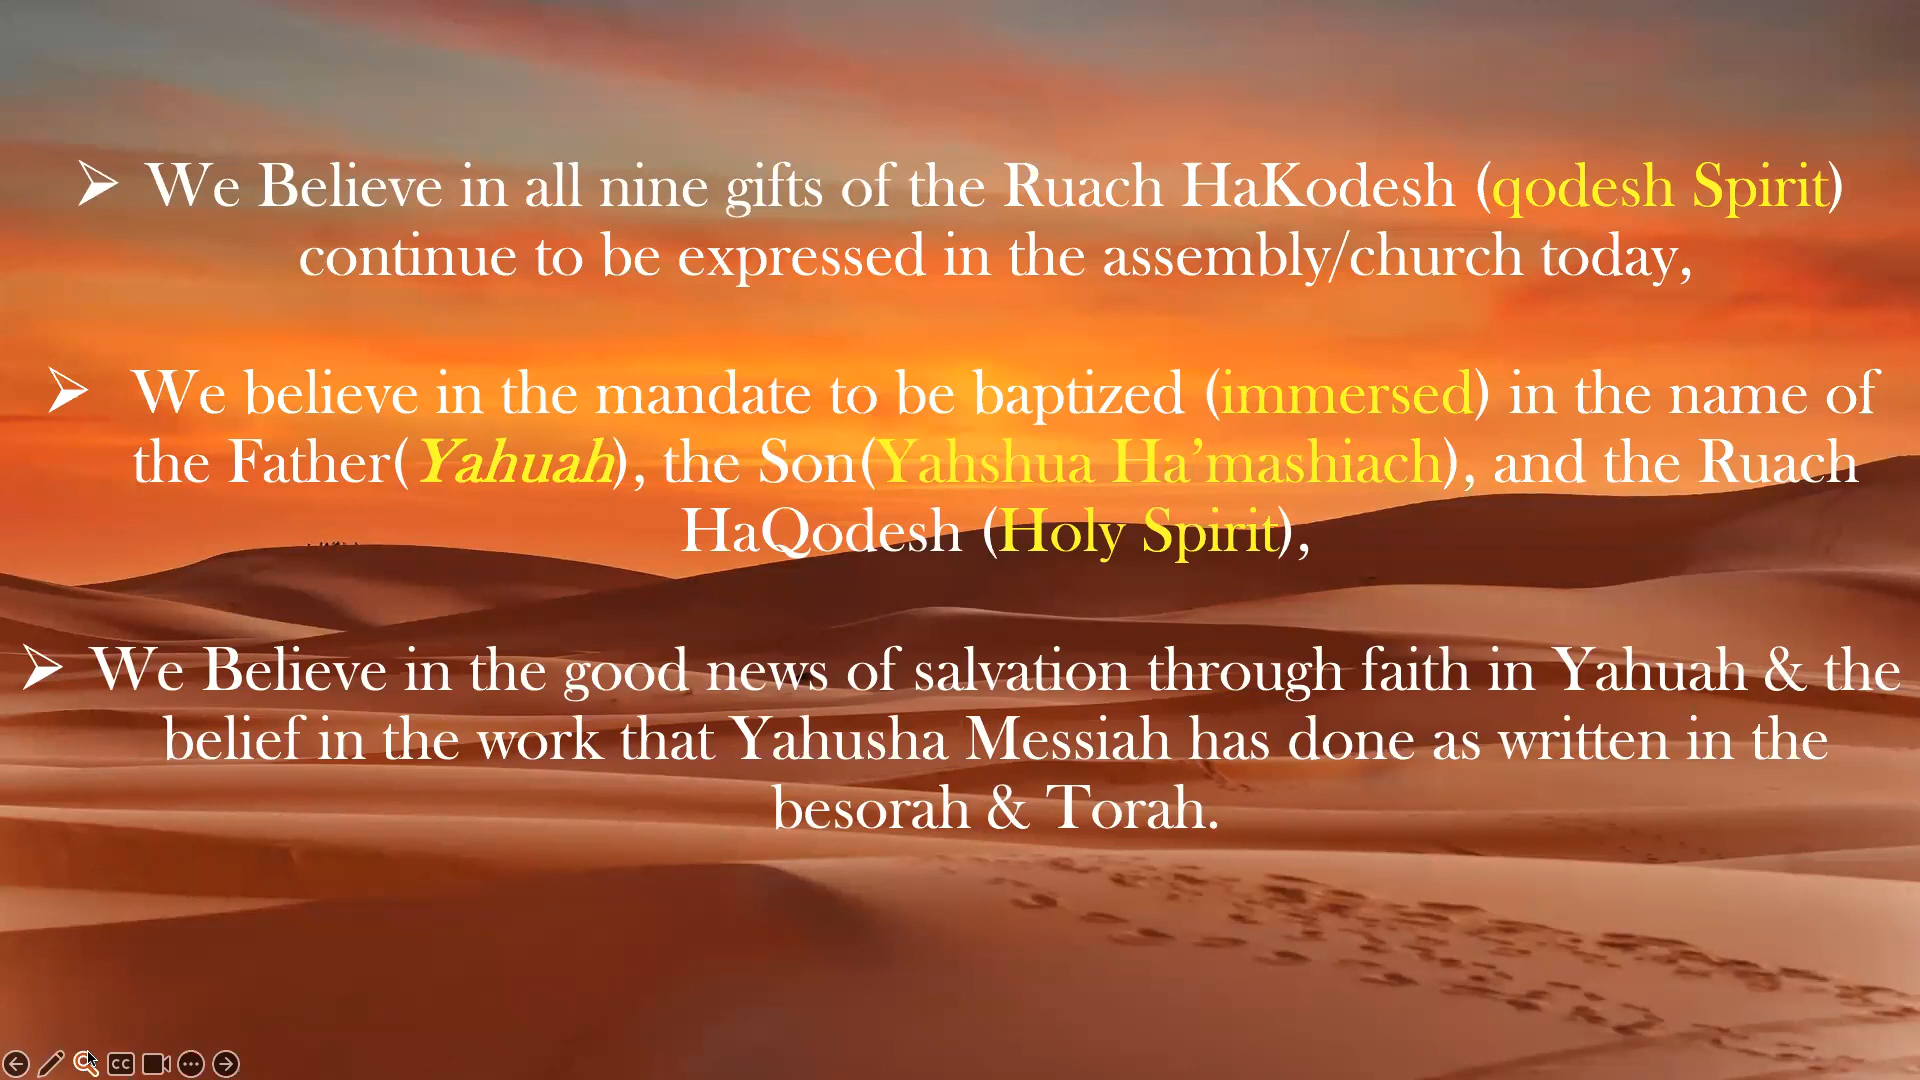 ➢ We Believe in all nine gifts of the Ruach HaKodesh (qodesh Spirit)
continue to be expressed in the assembly/church today,
➢ We believe in the mandate to be baptized (immersed) in the name of
the Father(Yahuah), the Son(Yahshua Ha’mashiach), and the Ruach
HaQodesh (Holy Spirit),
➢ We Believe in the good news of salvation through faith in Yahuah & the
belief in the work that Yahusha Messiah has done as written in the
besorah & Torah.
CC